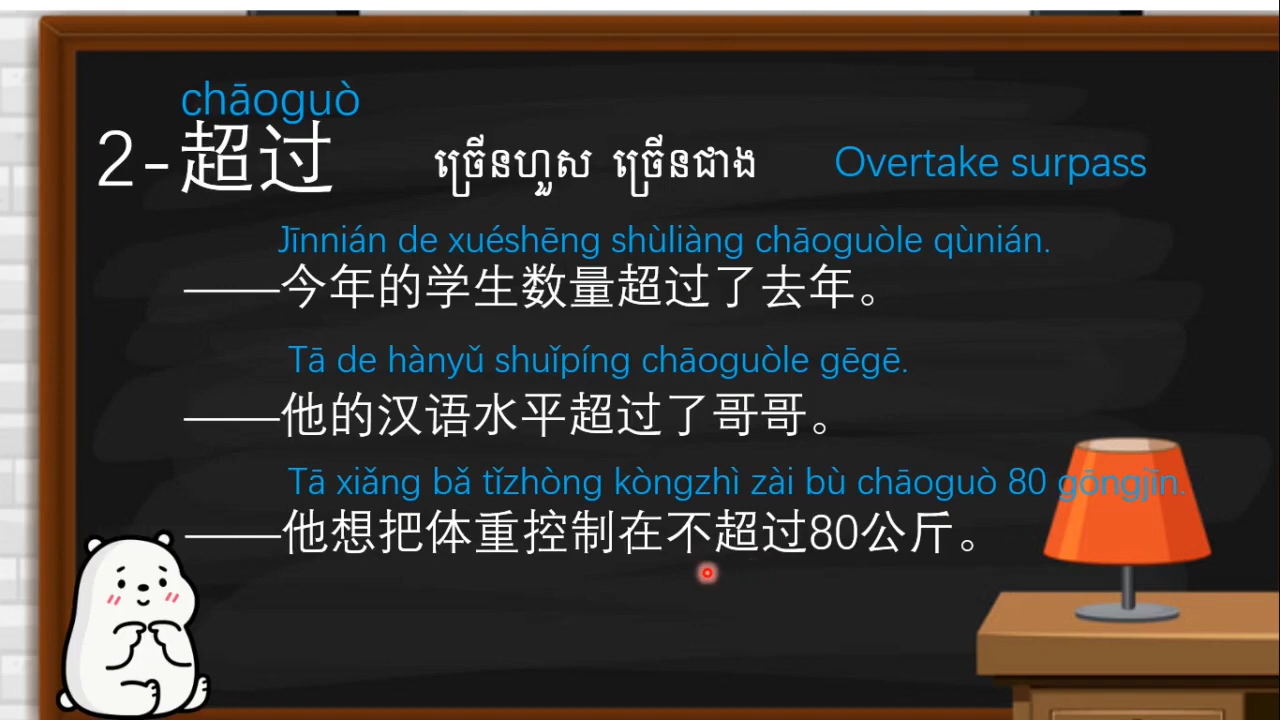 chāoguò
2-超过 ច្រើនហួស ច្រើនជាង Overtake surpass
Jīnnián de xuéshēng shùliàng chāoguòle qùnián.
——今年的学生数量超过了去年。
Tā de hànyǔ shuǐpíng chāoguòle gēgē.
——他的汉语水平超过了哥哥。
Tā xiǎng bǎ tǐzhòng kòngzhì zài bù chāoguò 80 gōngjīn.
——他想把体重控制在不超过80公斤。